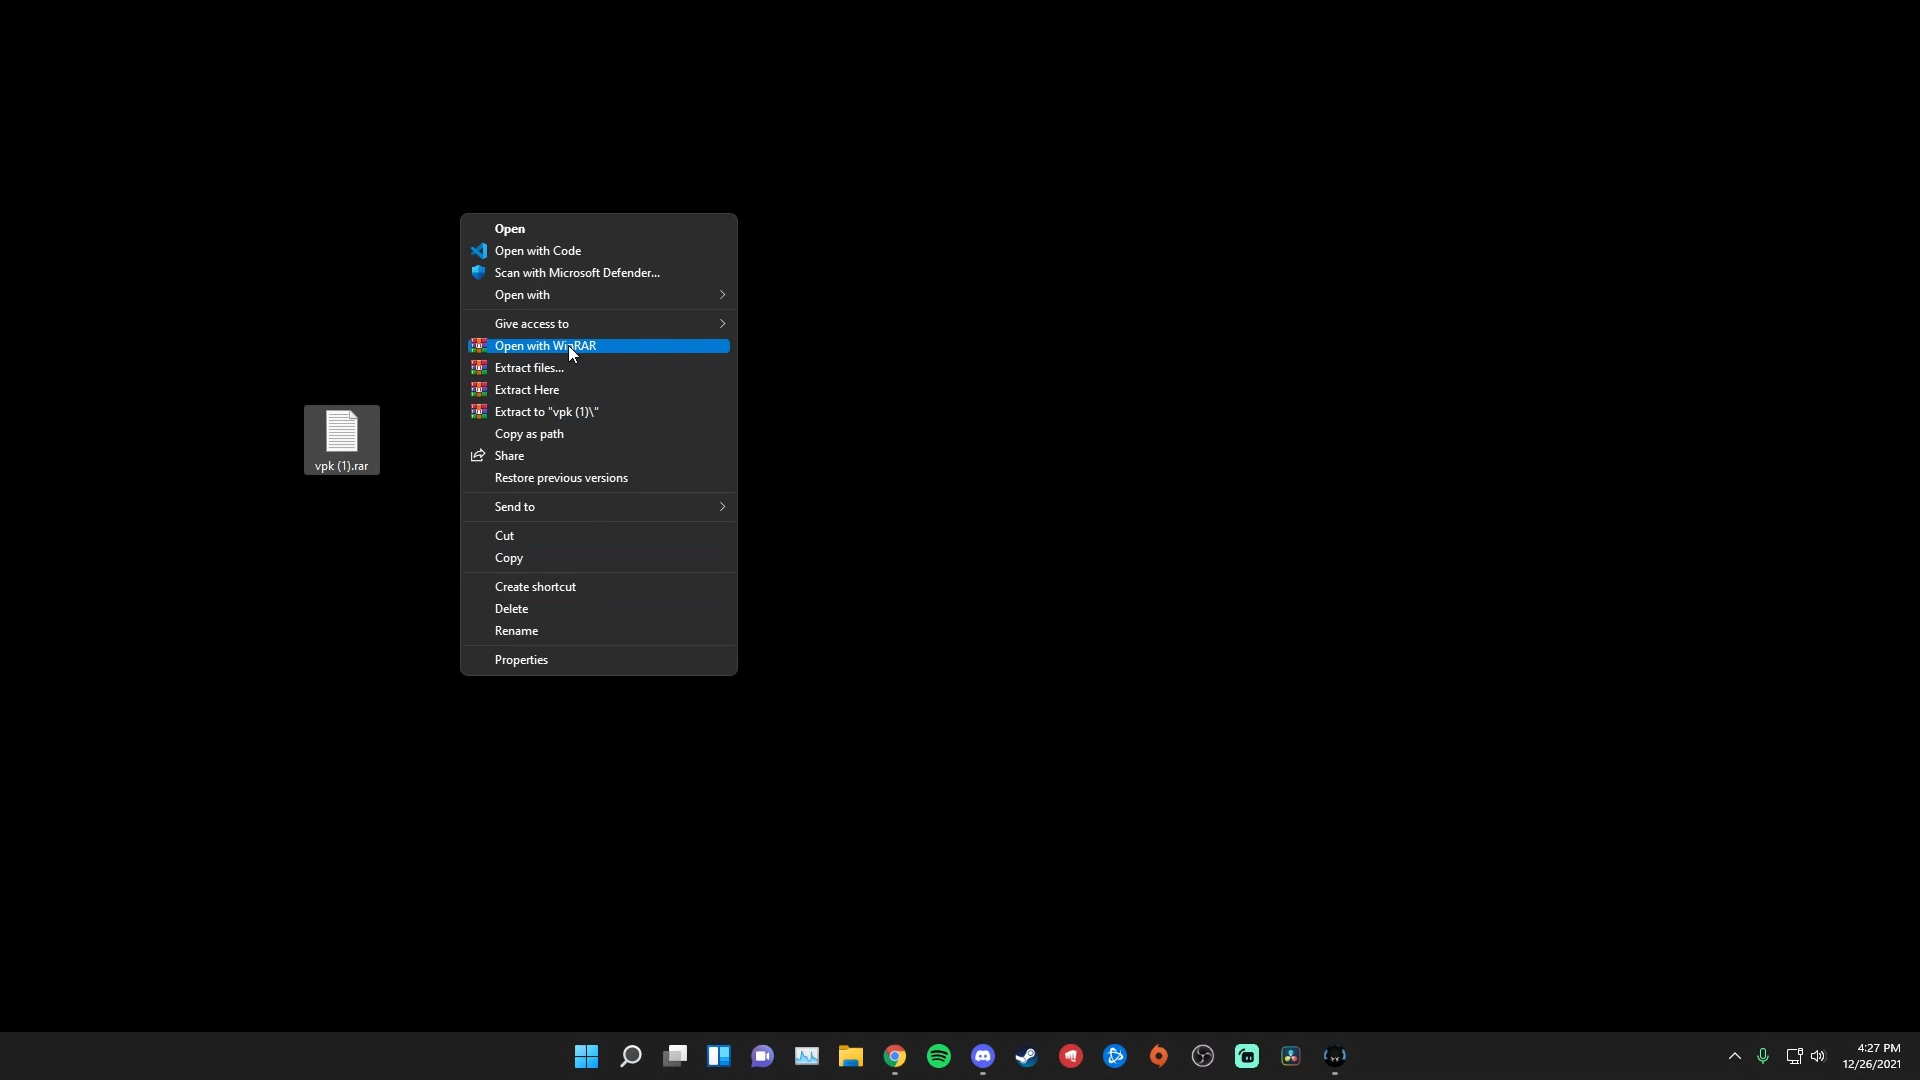 Open
Open with Code
Scan with Microsoft Defender...
Open with
Give access to
Open with WinRAR
Extract files...
Extract Here
Extract to "vpk (1)\"
Copy as path
Share
Restore previous versions
Send to
Cut
Copy
Create shortcut
Delete
Rename
Properties
vpk (1).rar
4:27 PM
12/26/2021